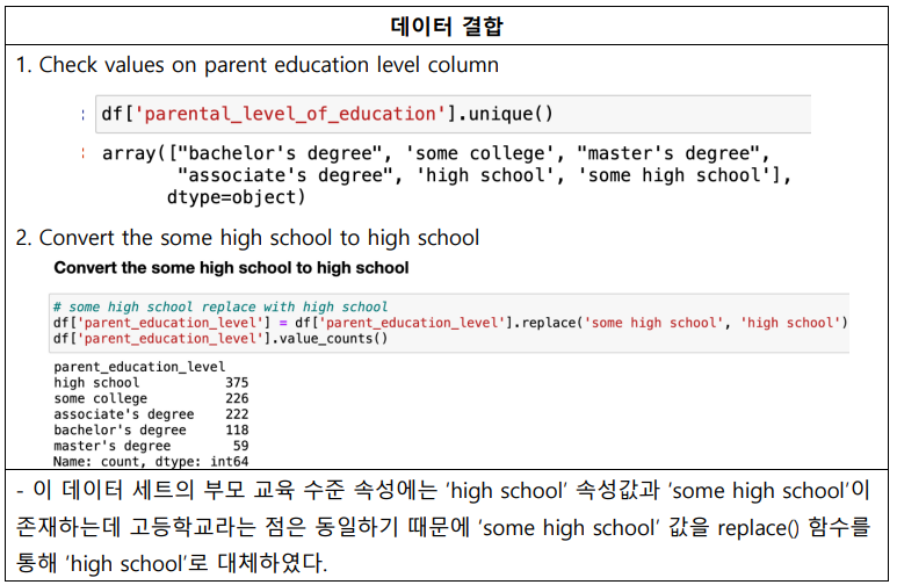 데이터 결합
1. Check values on parent education level column
: df['parental_level_of_education'].unique()
: array(["bachelor's degree", 'some college', "master's degree",
"associate's degree", 'high school', 'some high school'],
dtype=object)
2. Convert the some high school to high school
Convert the some high school to high school
# some high school replace with high school
df['parent_education_level'] = df['parent_education_level'].replace('some high school', 'high school')
df['parent_education_level'].value_counts()
parent_education_level
high school 375
some college 226
associate's degree 222
bachelor's degree 118
master's degree 59
Name: count, dtype: int64
- 이 데이터 세트의 부모 교육 수준 속성에는 'high school' 속성값과 'some high school'이
존재하는데 고등학교라는 점은 동일하기 때문에 'some high school' 값을 replace() 함수를
통해 'high school'로 대체하였다.